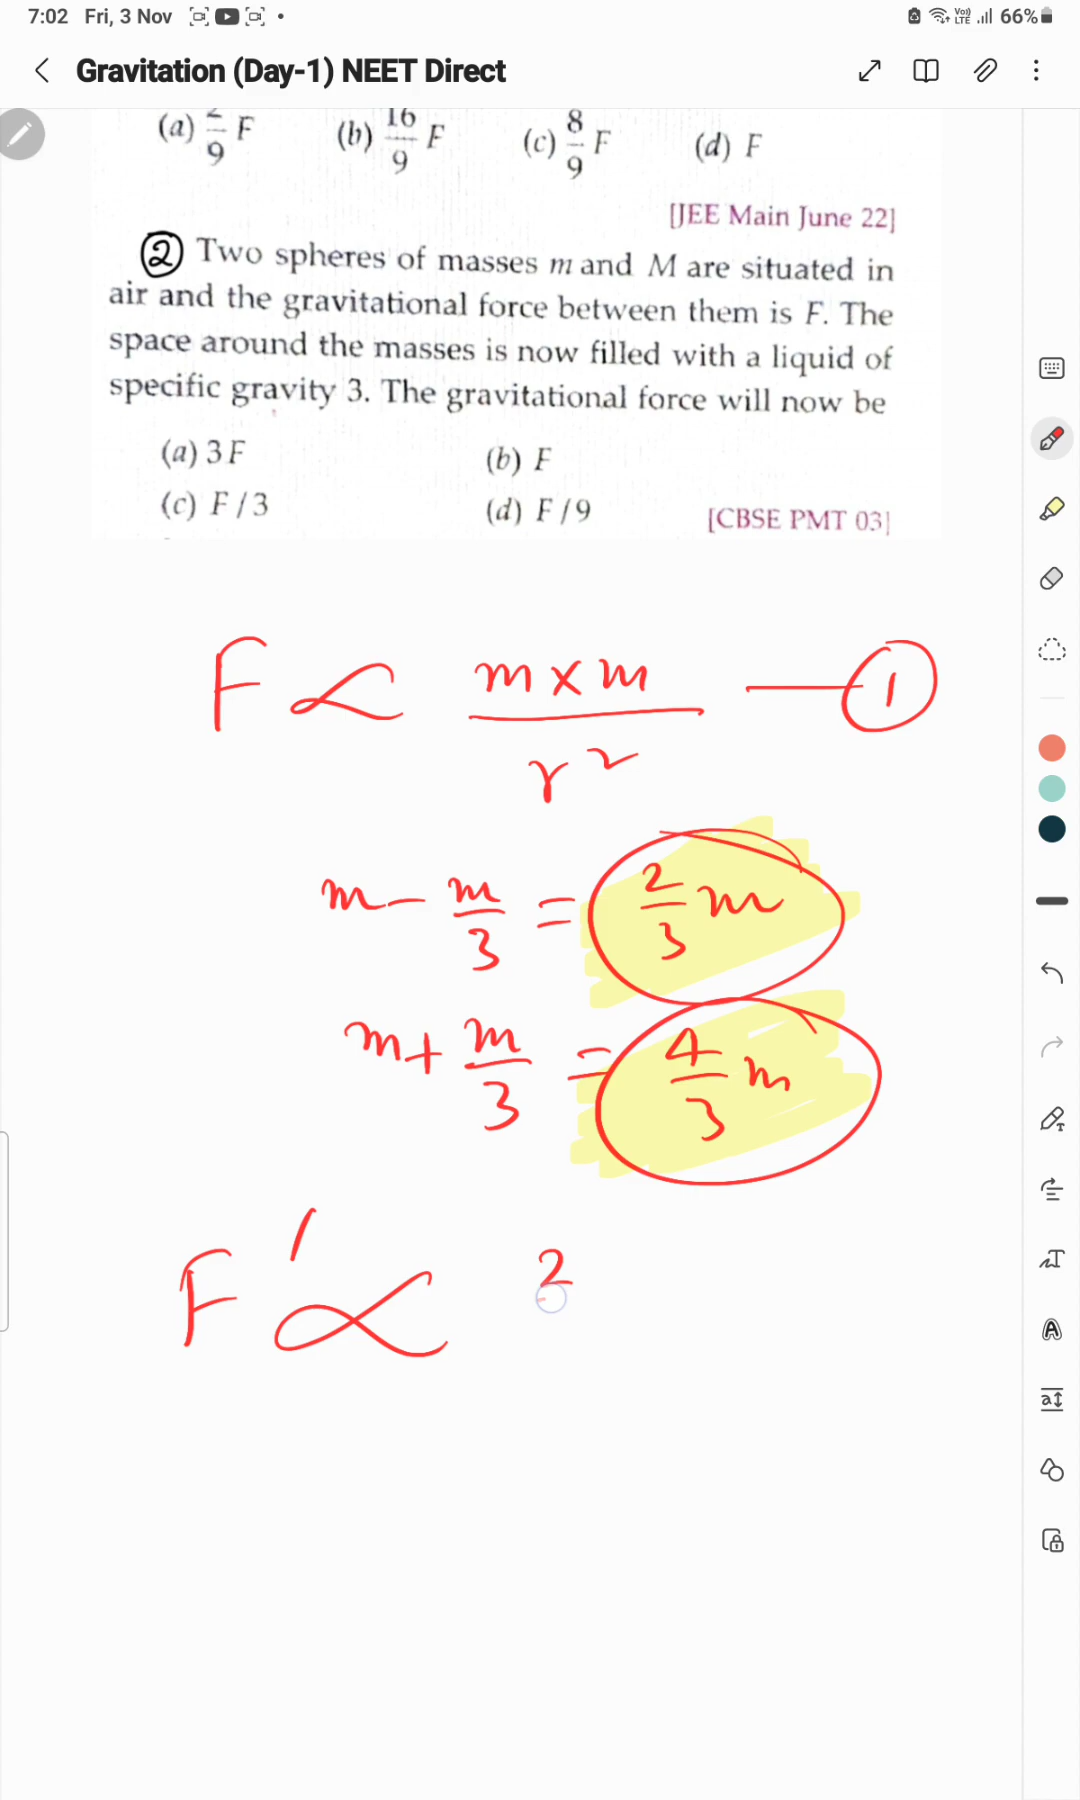 7:02 Fri, 3 Nov 66%
Gravitation (Day-1) NEET Direct
(a) 2/9 F (b) 16/9 F (c) 8/9 F (d) F
[JEE Main June 22]
② Two spheres of masses m and M are situated in
air and the gravitational force between them is F. The
space around the masses is now filled with a liquid of
specific gravity 3. The gravitational force will now be
(a) 3F (b) F
(c) F/3 (d) F/9 [CBSE PMT 03]
F ∝ m×m / r² — ①
m - m/3 = 2/3 m
m + m/3 = 4/3 m
F' ∝ 2